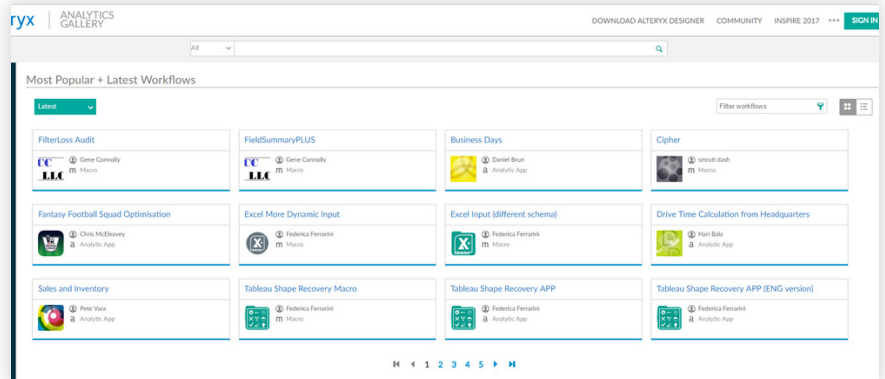 ryx | ANALYTICS
GALLERY
DOWNLOAD ALTERYX DESIGNER COMMUNITY INSPIRE 2017 ••• SIGN IN
All
Most Popular + Latest Workflows
Latest
Filter workflows
FilterLoss Audit
Gene Connolly
m Macro
CC
LLC
FieldSummaryPLUS
Gene Connolly
m Macro
CC
LLC
Business Days
Daniel Brun
a Analytic App
Cipher
smruti dash
m Macro
Fantasy Football Squad Optimisation
Chris McEleavey
a Analytic App
Excel More Dynamic Input
Federica Ferrarini
m Macro
Excel Input (different schema)
Federica Ferrarini
m Macro
Drive Time Calculation from Headquarters
Hari Bala
a Analytic App
Sales and Inventory
Pete Vara
a Analytic App
Tableau Shape Recovery Macro
Federica Ferrarini
m Macro
Tableau Shape Recovery APP
Federica Ferrarini
a Analytic App
Tableau Shape Recovery APP (ENG version)
Federica Ferrarini
a Analytic App
1 2 3 4 5